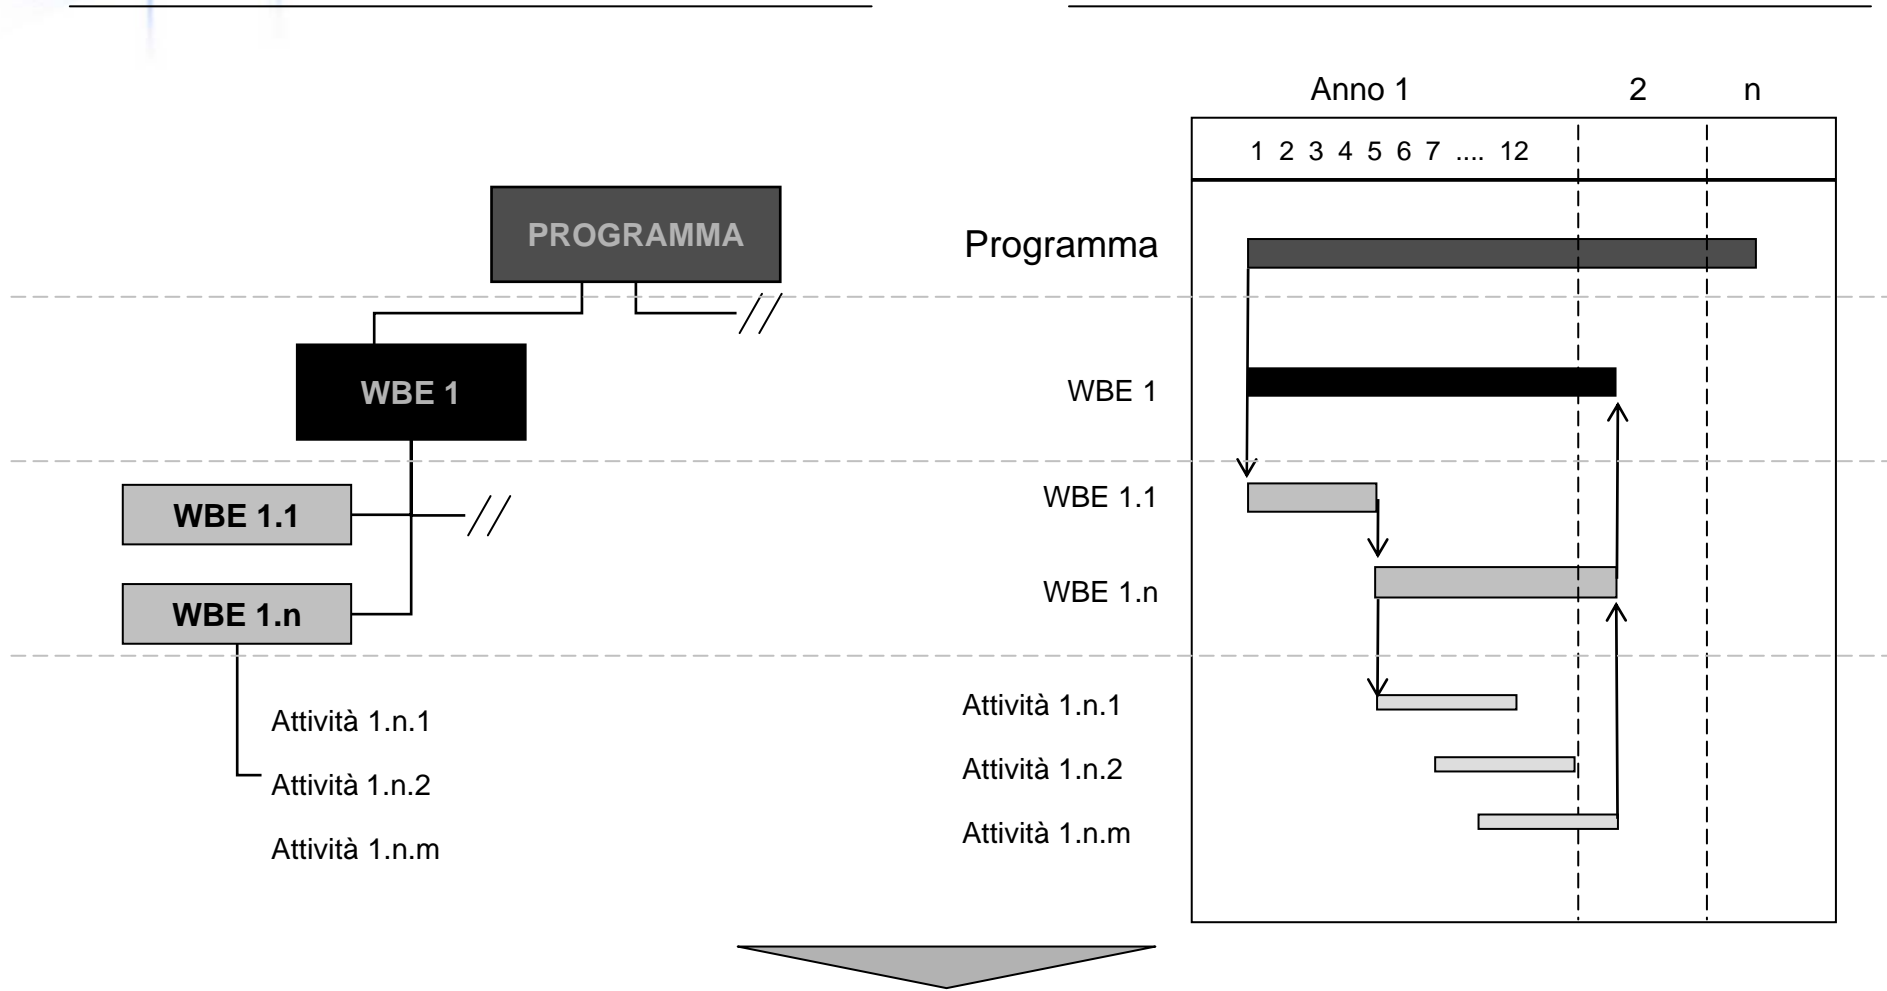 Anno 1 2 n
1 2 3 4 5 6 7 .... 12
PROGRAMMA
WBE 1
WBE 1.1
WBE 1.n
Attività 1.n.1
Attività 1.n.2
Attività 1.n.m
Programma
WBE 1
WBE 1.1
WBE 1.n
Attività 1.n.1
Attività 1.n.2
Attività 1.n.m